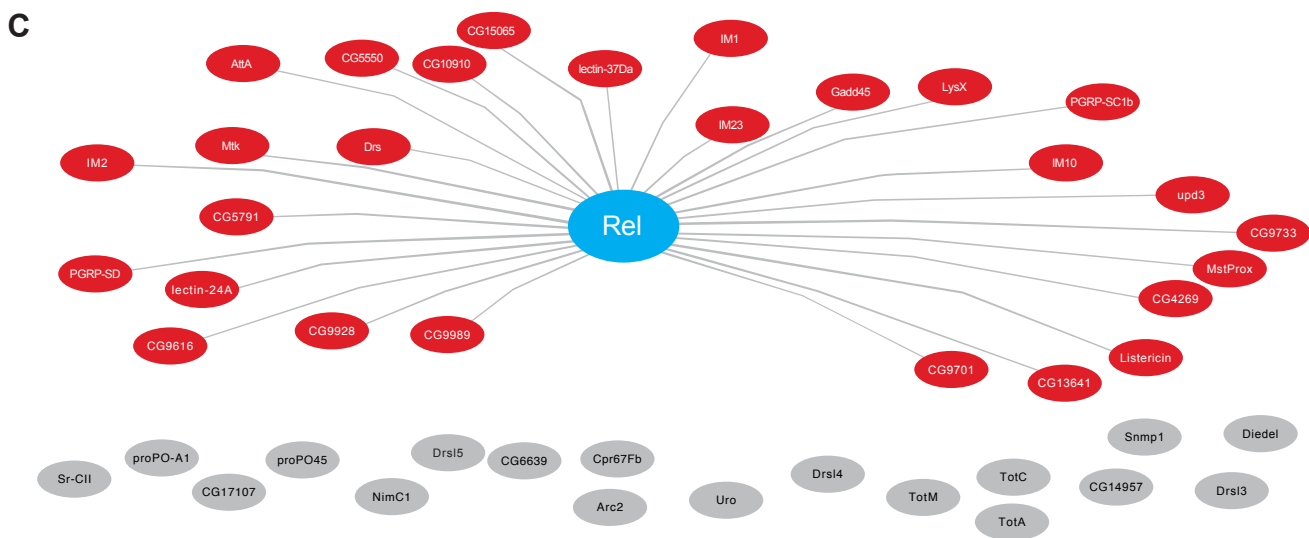 C
CG15065
IM1
AttA
CG5550
CG10910
lectin-37Da
Gadd45
LysX
PGRP-SC1b
IM23
Mtk
Drs
IM2
IM10
upd3
CG5791
Rel
CG9733
PGRP-SD
lectin-24A
MstProx
CG4269
CG9616
CG9928
CG9989
Listericin
CG9701
CG13641
Snmp1
Diedel
proPO-A1
proPO45
Drsl5
CG6639
Cpr67Fb
Sr-CII
CG17107
NimC1
Arc2
Uro
Drsl4
TotM
TotC
CG14957
Drsl3
TotA